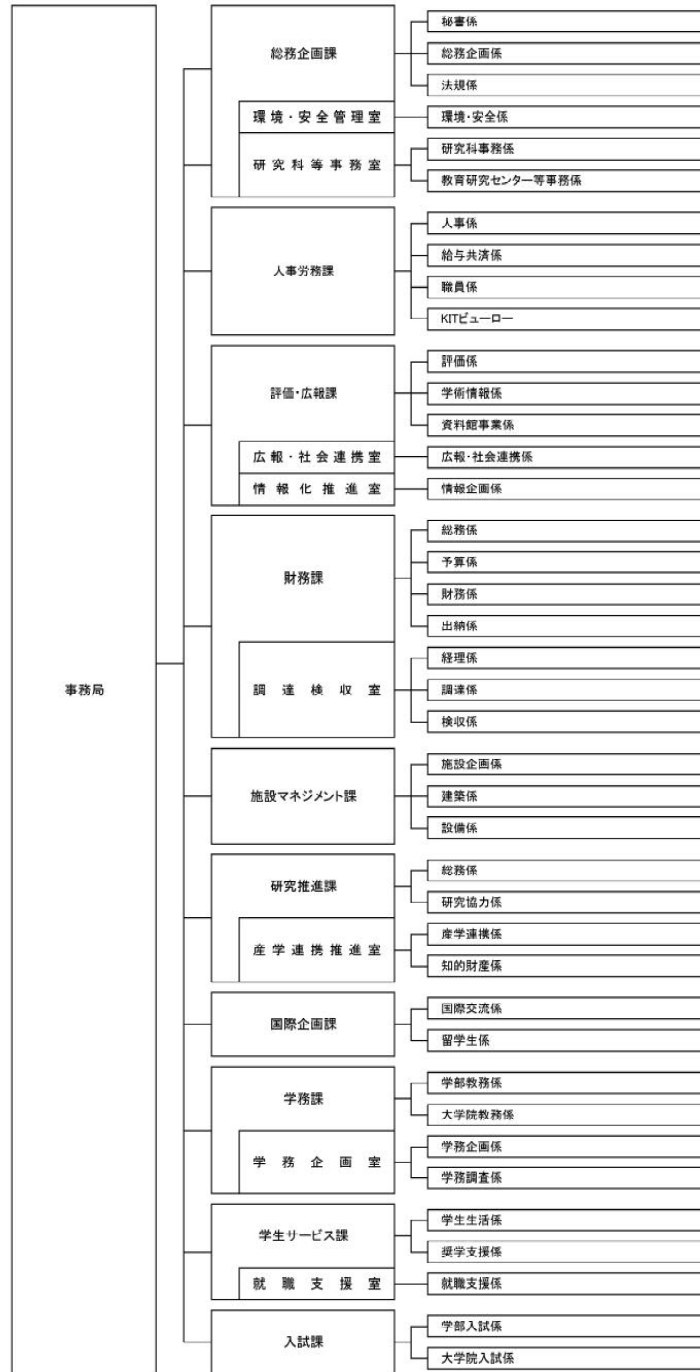 事務局
総務企画課
秘書係
総務企画係
法規係
環境・安全管理室
環境・安全係
研究科等事務室
研究科事務係
教育研究センター等事務係
人事労務課
人事係
給与共済係
職員係
KITビューロー
評価・広報課
評価係
学術情報係
資料館事業係
広報・社会連携室
広報・社会連携係
情報化推進室
情報企画係
財務課
総務係
予算係
財務係
出納係
調達検収室
経理係
調達係
検収係
施設マネジメント課
施設企画係
建築係
設備係
研究推進課
総務係
研究協力係
産学連携推進室
産学連携係
知的財産係
国際企画課
国際交流係
留学生係
学務課
学部教務係
大学院教務係
学務企画室
学務企画係
学務調査係
学生サービス課
学生生活係
奨学支援係
就職支援室
就職支援係
入試課
学部入試係
大学院入試係